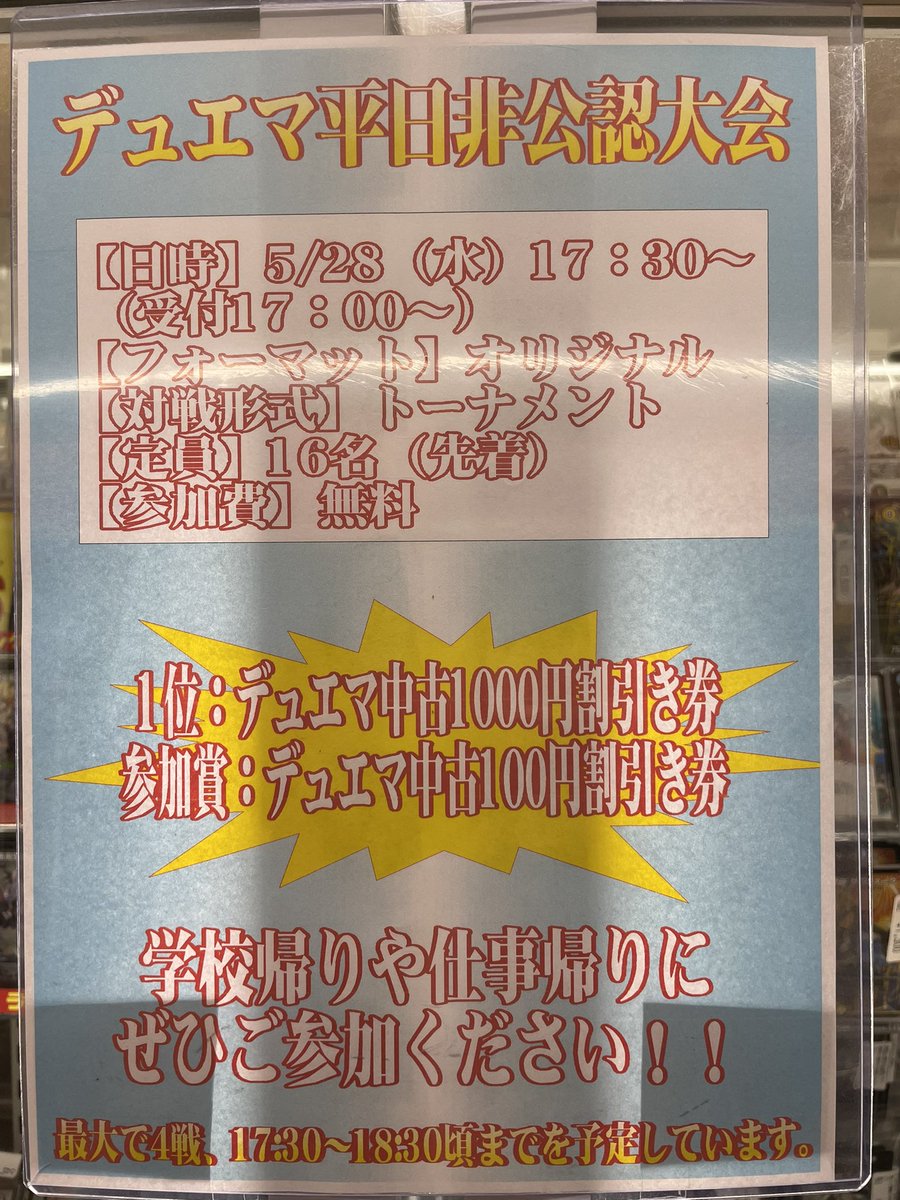 デュエマ平日非公認大会
【日時】5/28（水）17：30～
（受付17：00～）
【フォーマット】オリジナル
【対戦形式】トーナメント
【定員】16名（先着）
【参加費】無料
1位：デュエマ中古1000円割引き券
参加賞：デュエマ中古100円割引き券
学校帰りや仕事帰りに
ぜひご参加ください！！
最大で4戦、17:30～18:30頃までを予定しています。